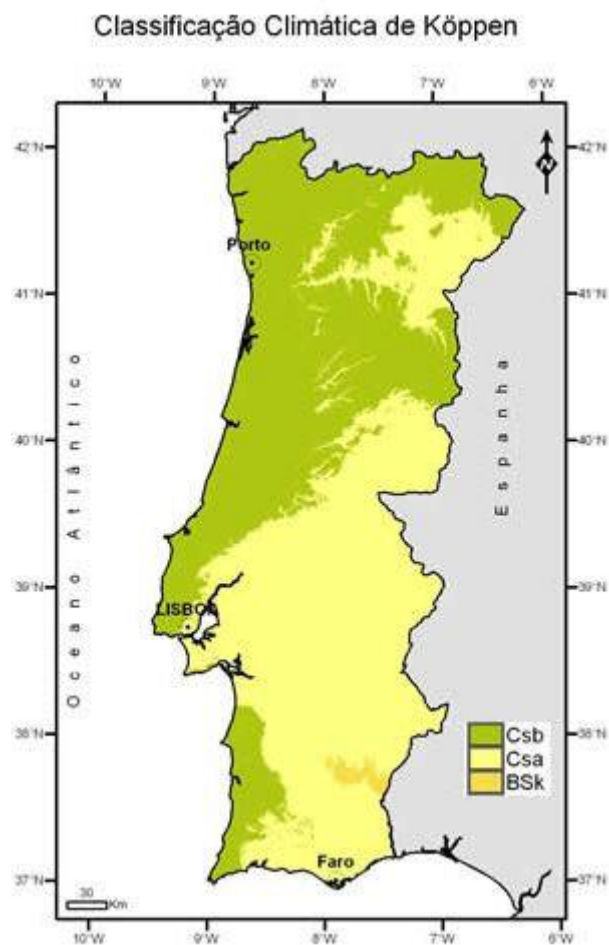 Classificação Climática de Köppen
10°W 9°W 8°W 7°W 6°W
42°N 42°N
Porto
41°N 41°N
Oceano Atlântico
Espanha
40°N 40°N
39°N 39°N
LISBOA
38°N 38°N
Csb
Csa
BSk
Faro
37°N 37°N
30
Km
10°W 9°W 8°W 7°W 6°W
N